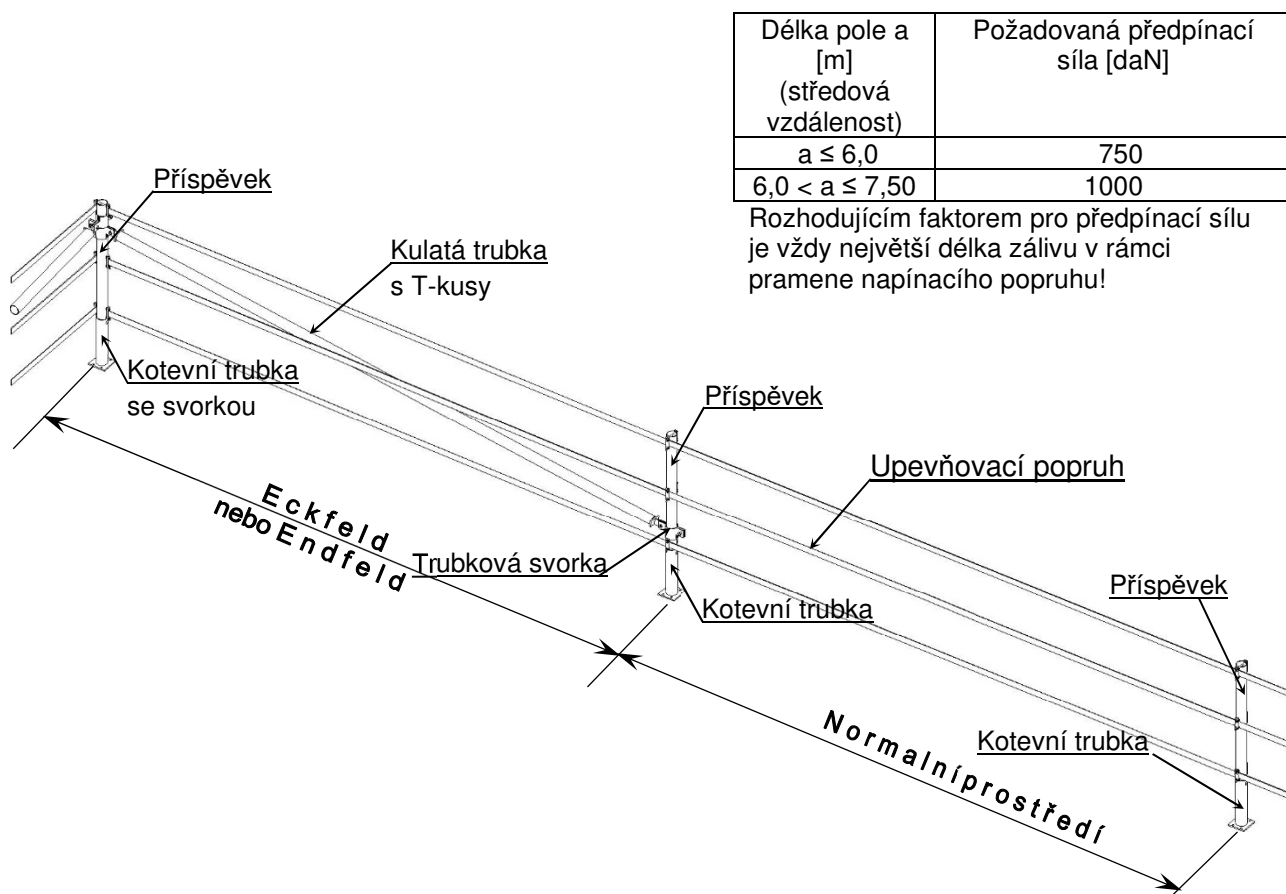 Délka pole a
[m]
(středová
vzdálenost)
Požadovaná předpínací
síla [daN]
a ≤ 6,0
750
6,0 < a ≤ 7,50
1000
Rozhodujícím faktorem pro předpínací sílu
je vždy největší délka zálivu v rámci
pramene napínacího popruhu!
Příspěvek
Kulatá trubka
s T-kusy
Kotevní trubka
se svorkou
Příspěvek
Upevňovací popruh
Eckfeld
nebo Endfeld
Trubková svorka
Kotevní trubka
Příspěvek
Normalníprostředí
Kotevní trubka